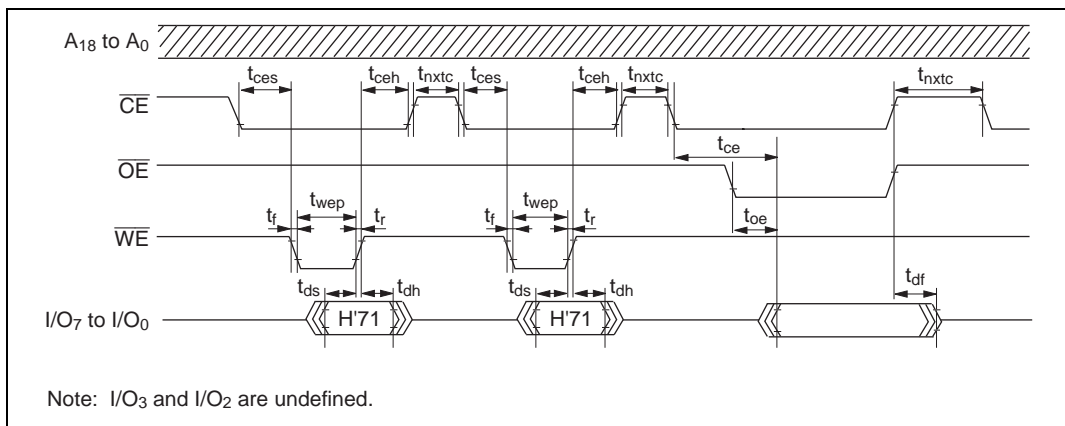 A18 to A0
tces tceh tnxtc tces tceh tnxtc tnxtc
CE
tce
OE
twep twep
tf tr tf tr toe
WE
tds tdh tds tdh tdf
I/O7 to I/O0 H'71 H'71
Note: I/O3 and I/O2 are undefined.